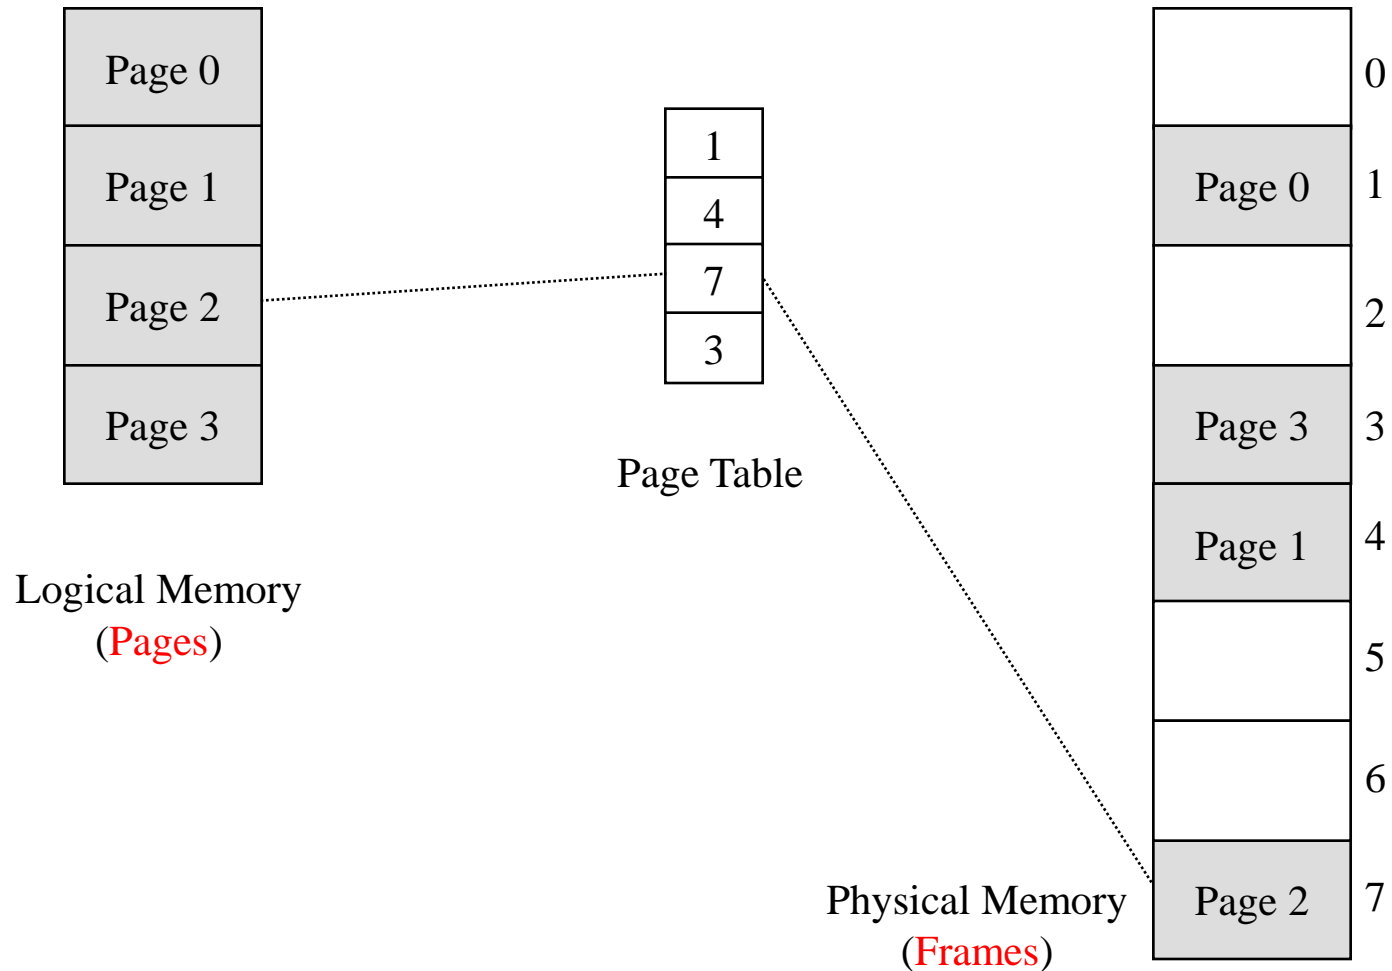 Page 0
Page 1
Page 2
Page 3
Logical Memory
(Pages)
1
4
7
3
Page Table
0
Page 0 1
2
Page 3 3
Page 1 4
5
6
Page 2 7
Physical Memory
(Frames)